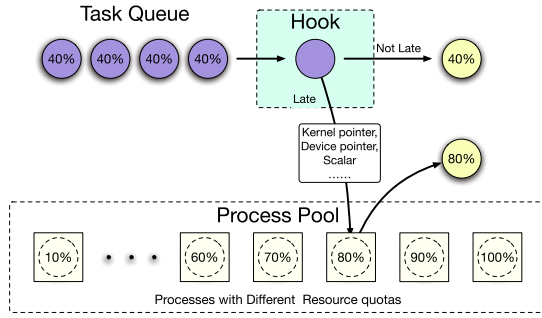 Task Queue
Hook
40% 40% 40% 40%
Not Late
40%
Late
Kernel pointer,
Device pointer,
Scalar
......
80%
Process Pool
10% • • • 60% 70% 80% 90% 100%
Processes with Different Resource quotas